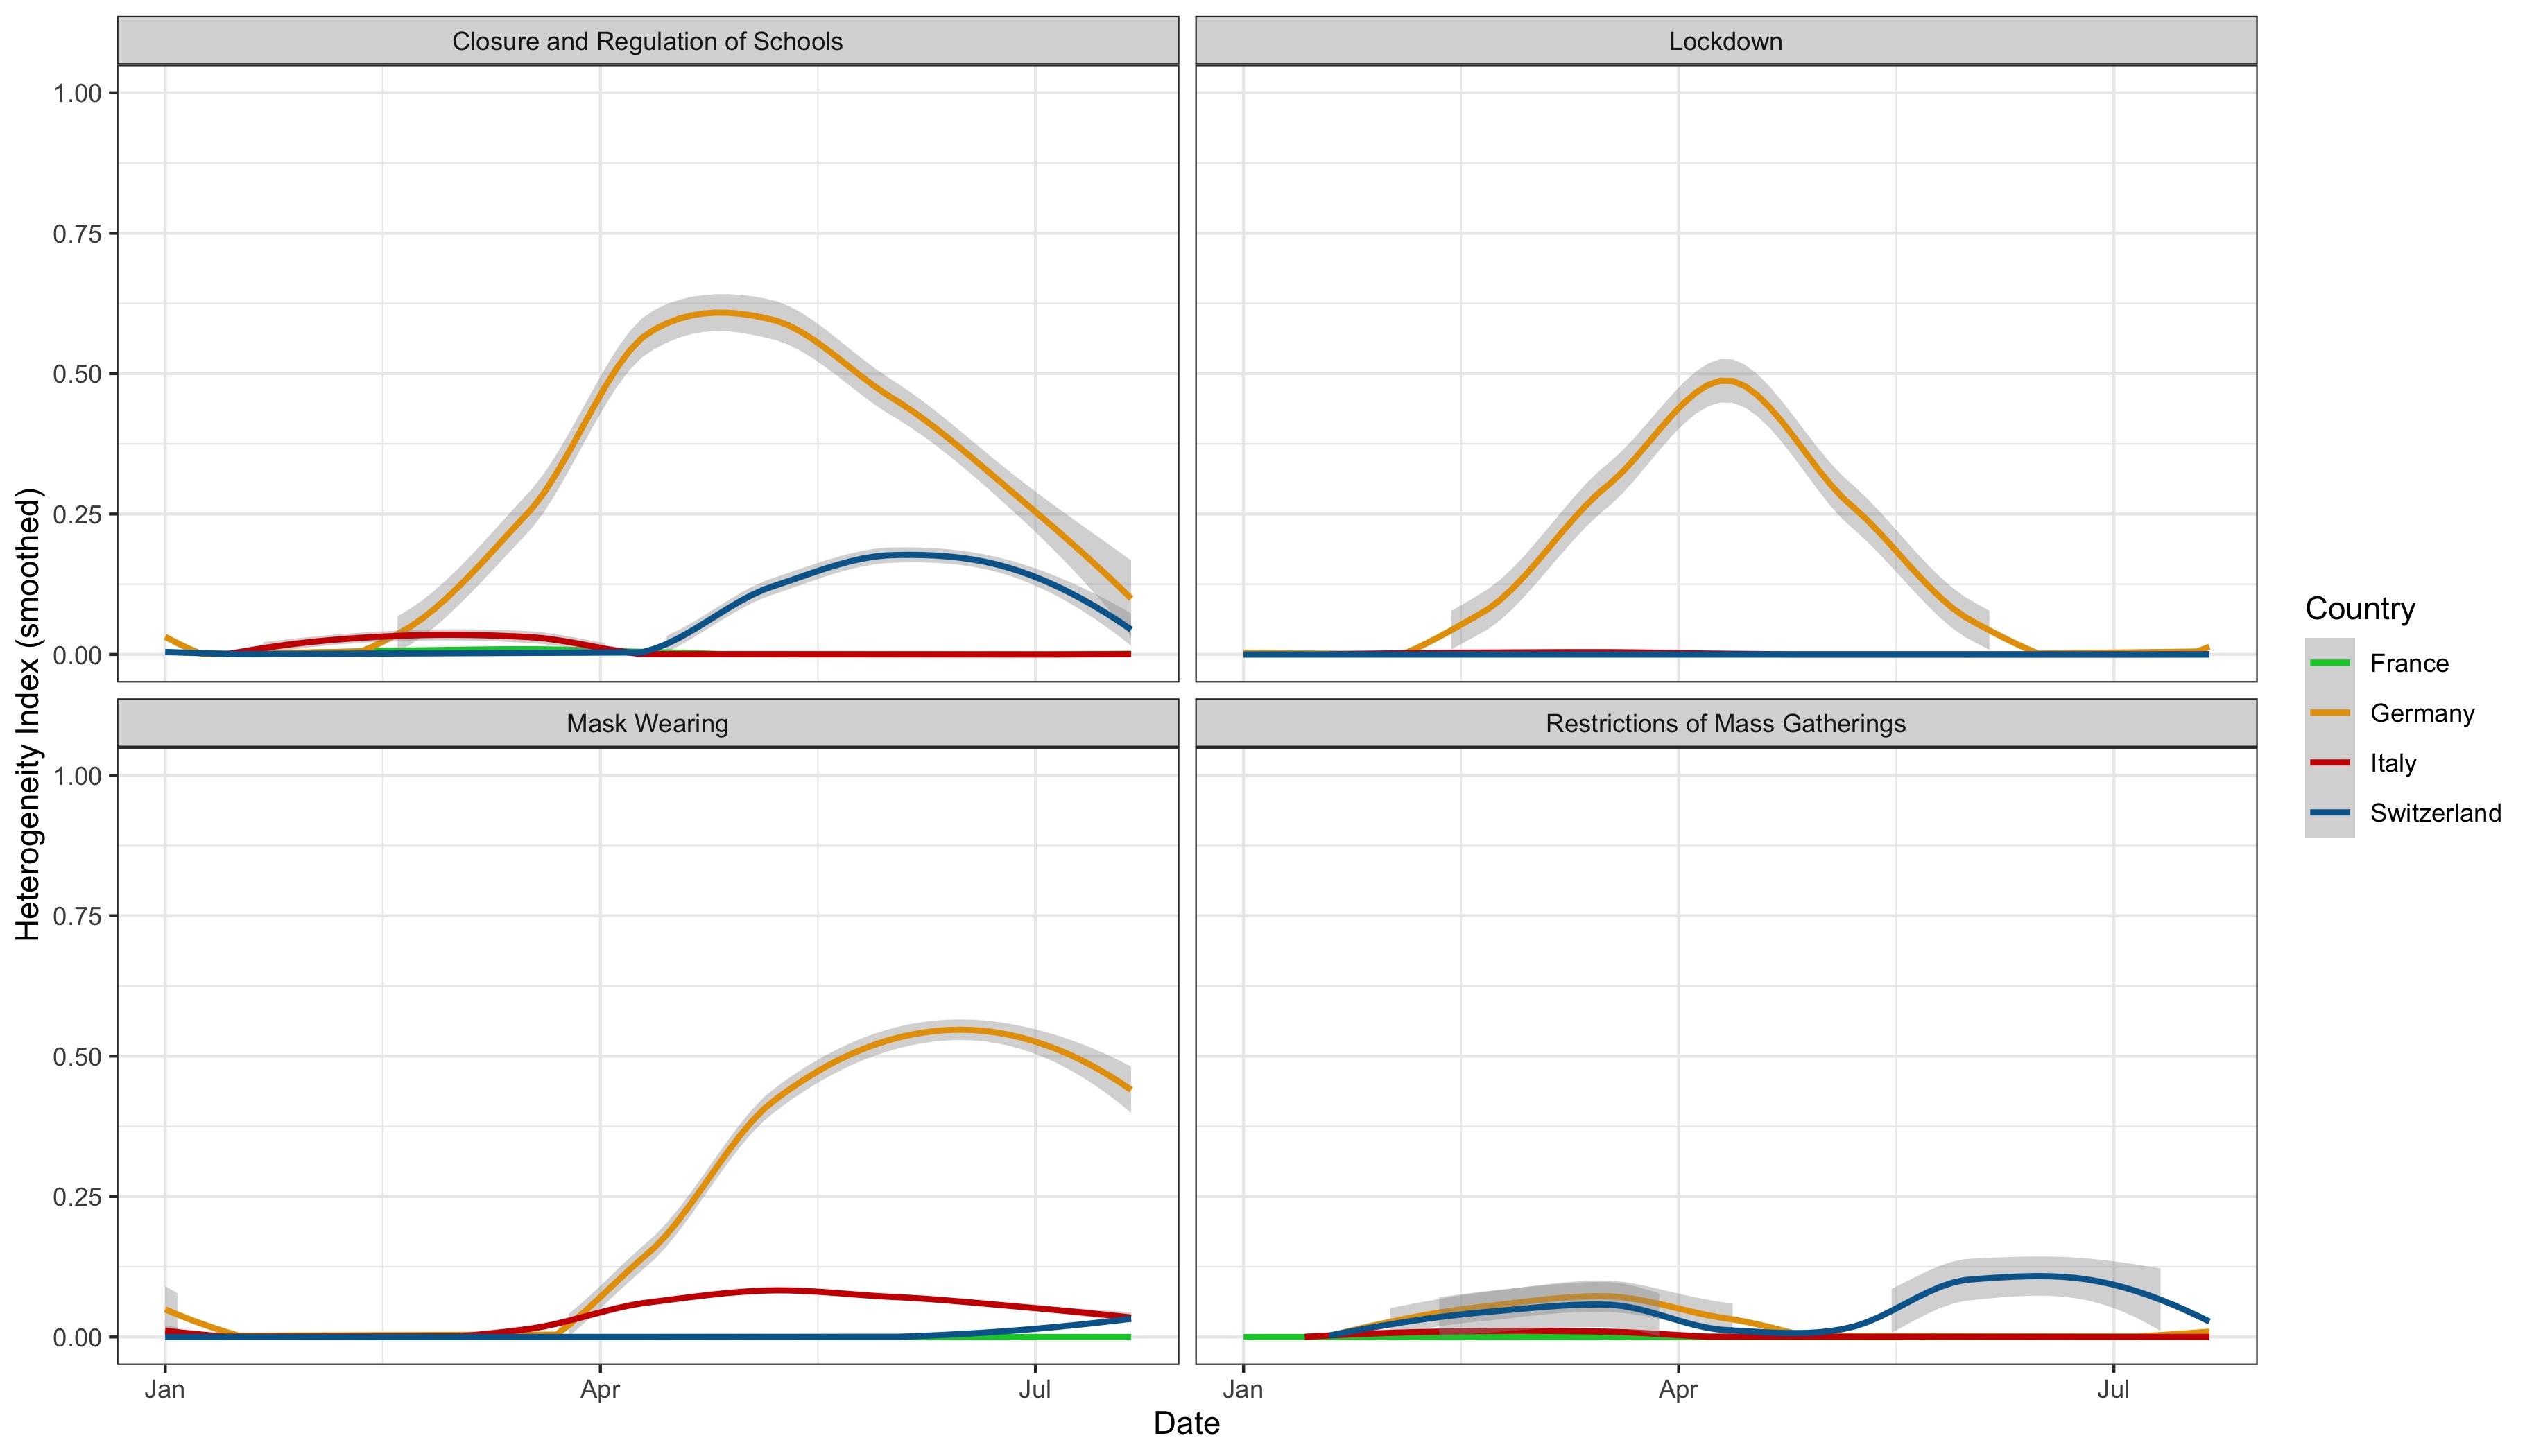 Closure and Regulation of Schools
Lockdown
1.00
0.75
0.50
0.25
0.00
Mask Wearing
Restrictions of Mass Gatherings
1.00
0.75
0.50
0.25
0.00
Jan
Apr
Jul
Jan
Apr
Jul
Date
Heterogeneity Index (smoothed)
Country
France
Germany
Italy
Switzerland